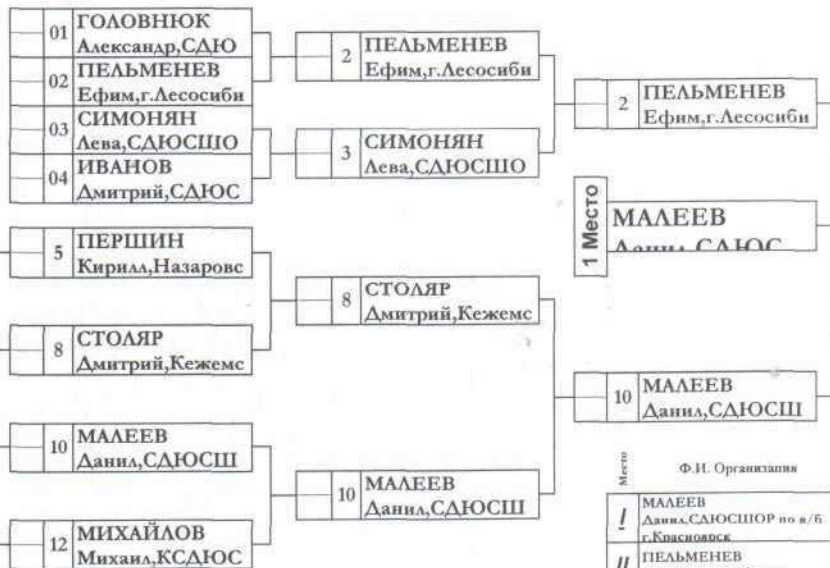 01 ГОЛОВНЮК
Александр,СДЮ
02 ПЕЛЬМЕНЕВ
Ефим,г.Лесосиби
03 СИМОНЯН
Лева,СДЮСШО
04 ИВАНОВ
Дмитрий,СДЮС
5 ПЕРШИН
Кирилл,Назаровс
8 СТОЛЯР
Дмитрий,Кежемс
10 МАЛЕЕВ
Данил,СДЮСШ
12 МИХАЙЛОВ
Михаил,КСДЮС
2 ПЕЛЬМЕНЕВ
Ефим,г.Лесосиби
3 СИМОНЯН
Лева,СДЮСШО
8 СТОЛЯР
Дмитрий,Кежемс
10 МАЛЕЕВ
Данил,СДЮСШ
2 ПЕЛЬМЕНЕВ
Ефим,г.Лесосиби
1 Место
МАЛЕЕВ
Данил,СДЮС
10 МАЛЕЕВ
Данил,СДЮСШ
Место Ф.И. Организация
I МАЛЕЕВ
Данил,СДЮСШОР по в/б
г.Красноярск
II ПЕЛЬМЕНЕВ